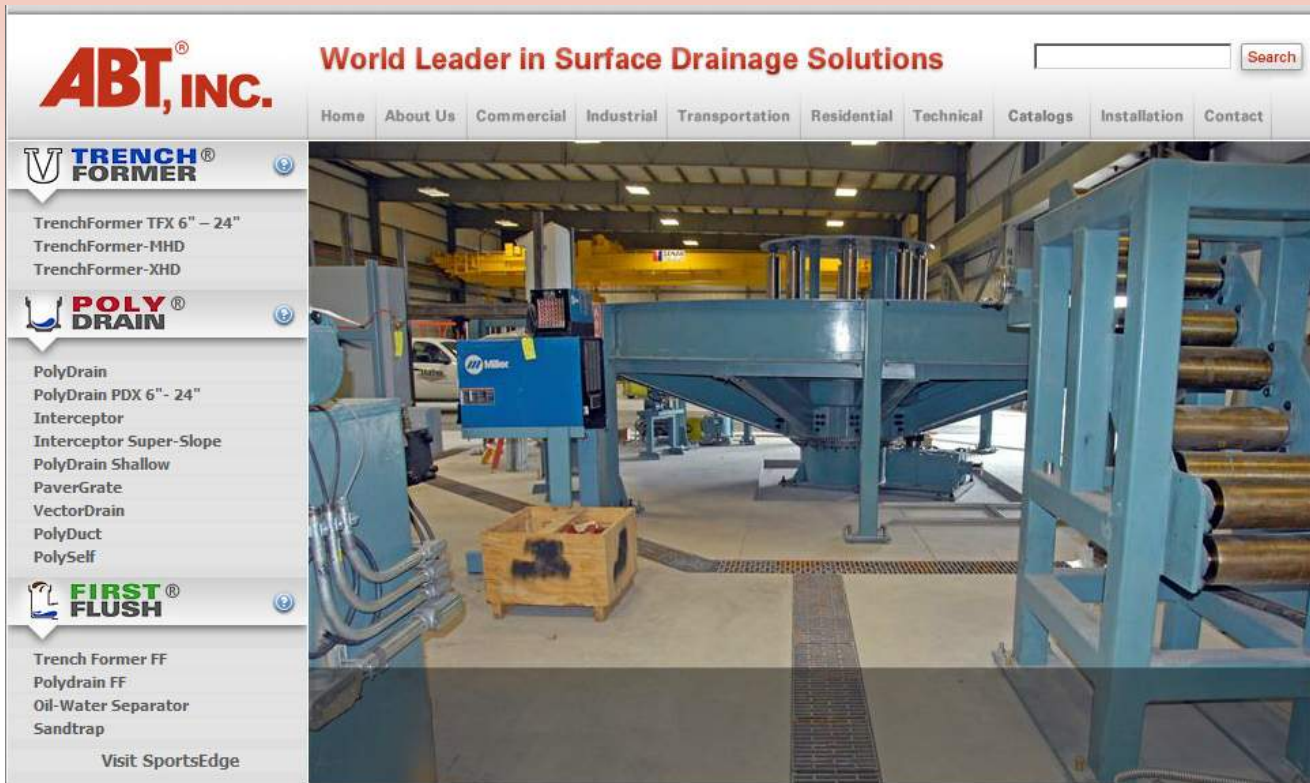 ABT,® INC.
World Leader in Surface Drainage Solutions
Search
Home About Us Commercial Industrial Transportation Residential Technical Catalogs Installation Contact
TRENCH®
FORMER
TrenchFormer TFX 6" – 24"
TrenchFormer-MHD
TrenchFormer-XHD
POLY®
DRAIN
PolyDrain
PolyDrain PDX 6"- 24"
Interceptor
Interceptor Super-Slope
PolyDrain Shallow
PaverGrate
VectorDrain
PolyDuct
PolySelf
FIRST®
FLUSH
Trench Former FF
Polydrain FF
Oil-Water Separator
Sandtrap
Visit SportsEdge
Miller